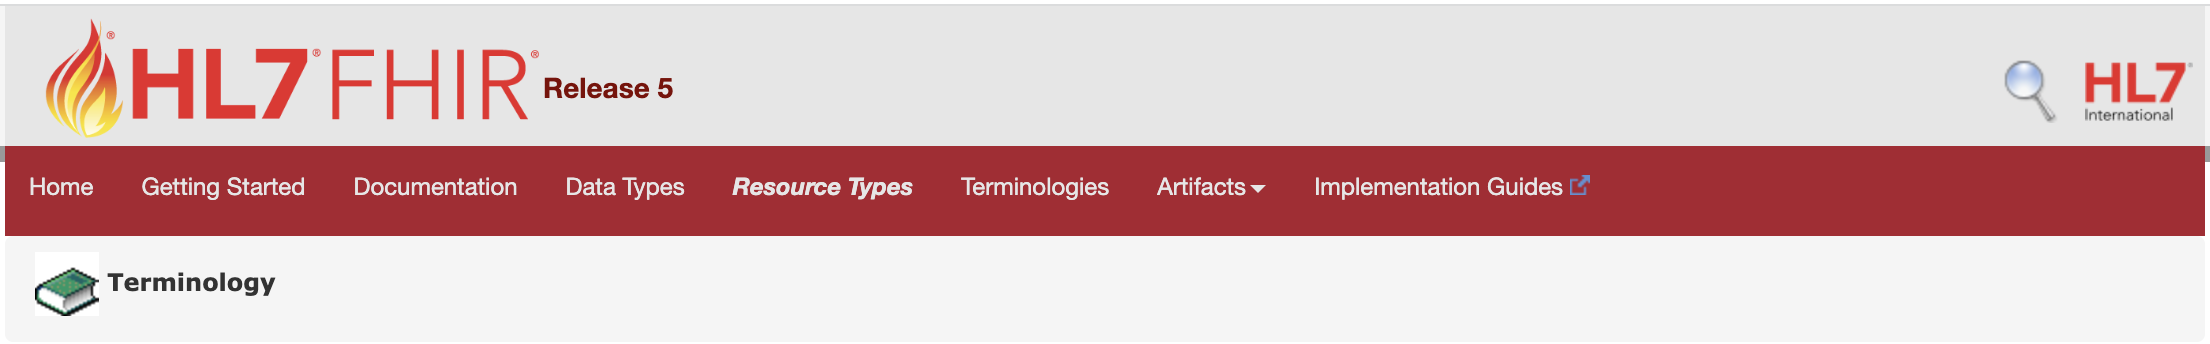 HL7® FHIR® Release 5
HL7®
International
Home Getting Started Documentation Data Types Resource Types Terminologies Artifacts Implementation Guides
Terminology